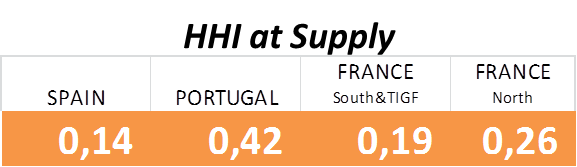 HHI at Supply
SPAIN PORTUGAL FRANCE South&TIGF FRANCE North
0,14 0,42 0,19 0,26